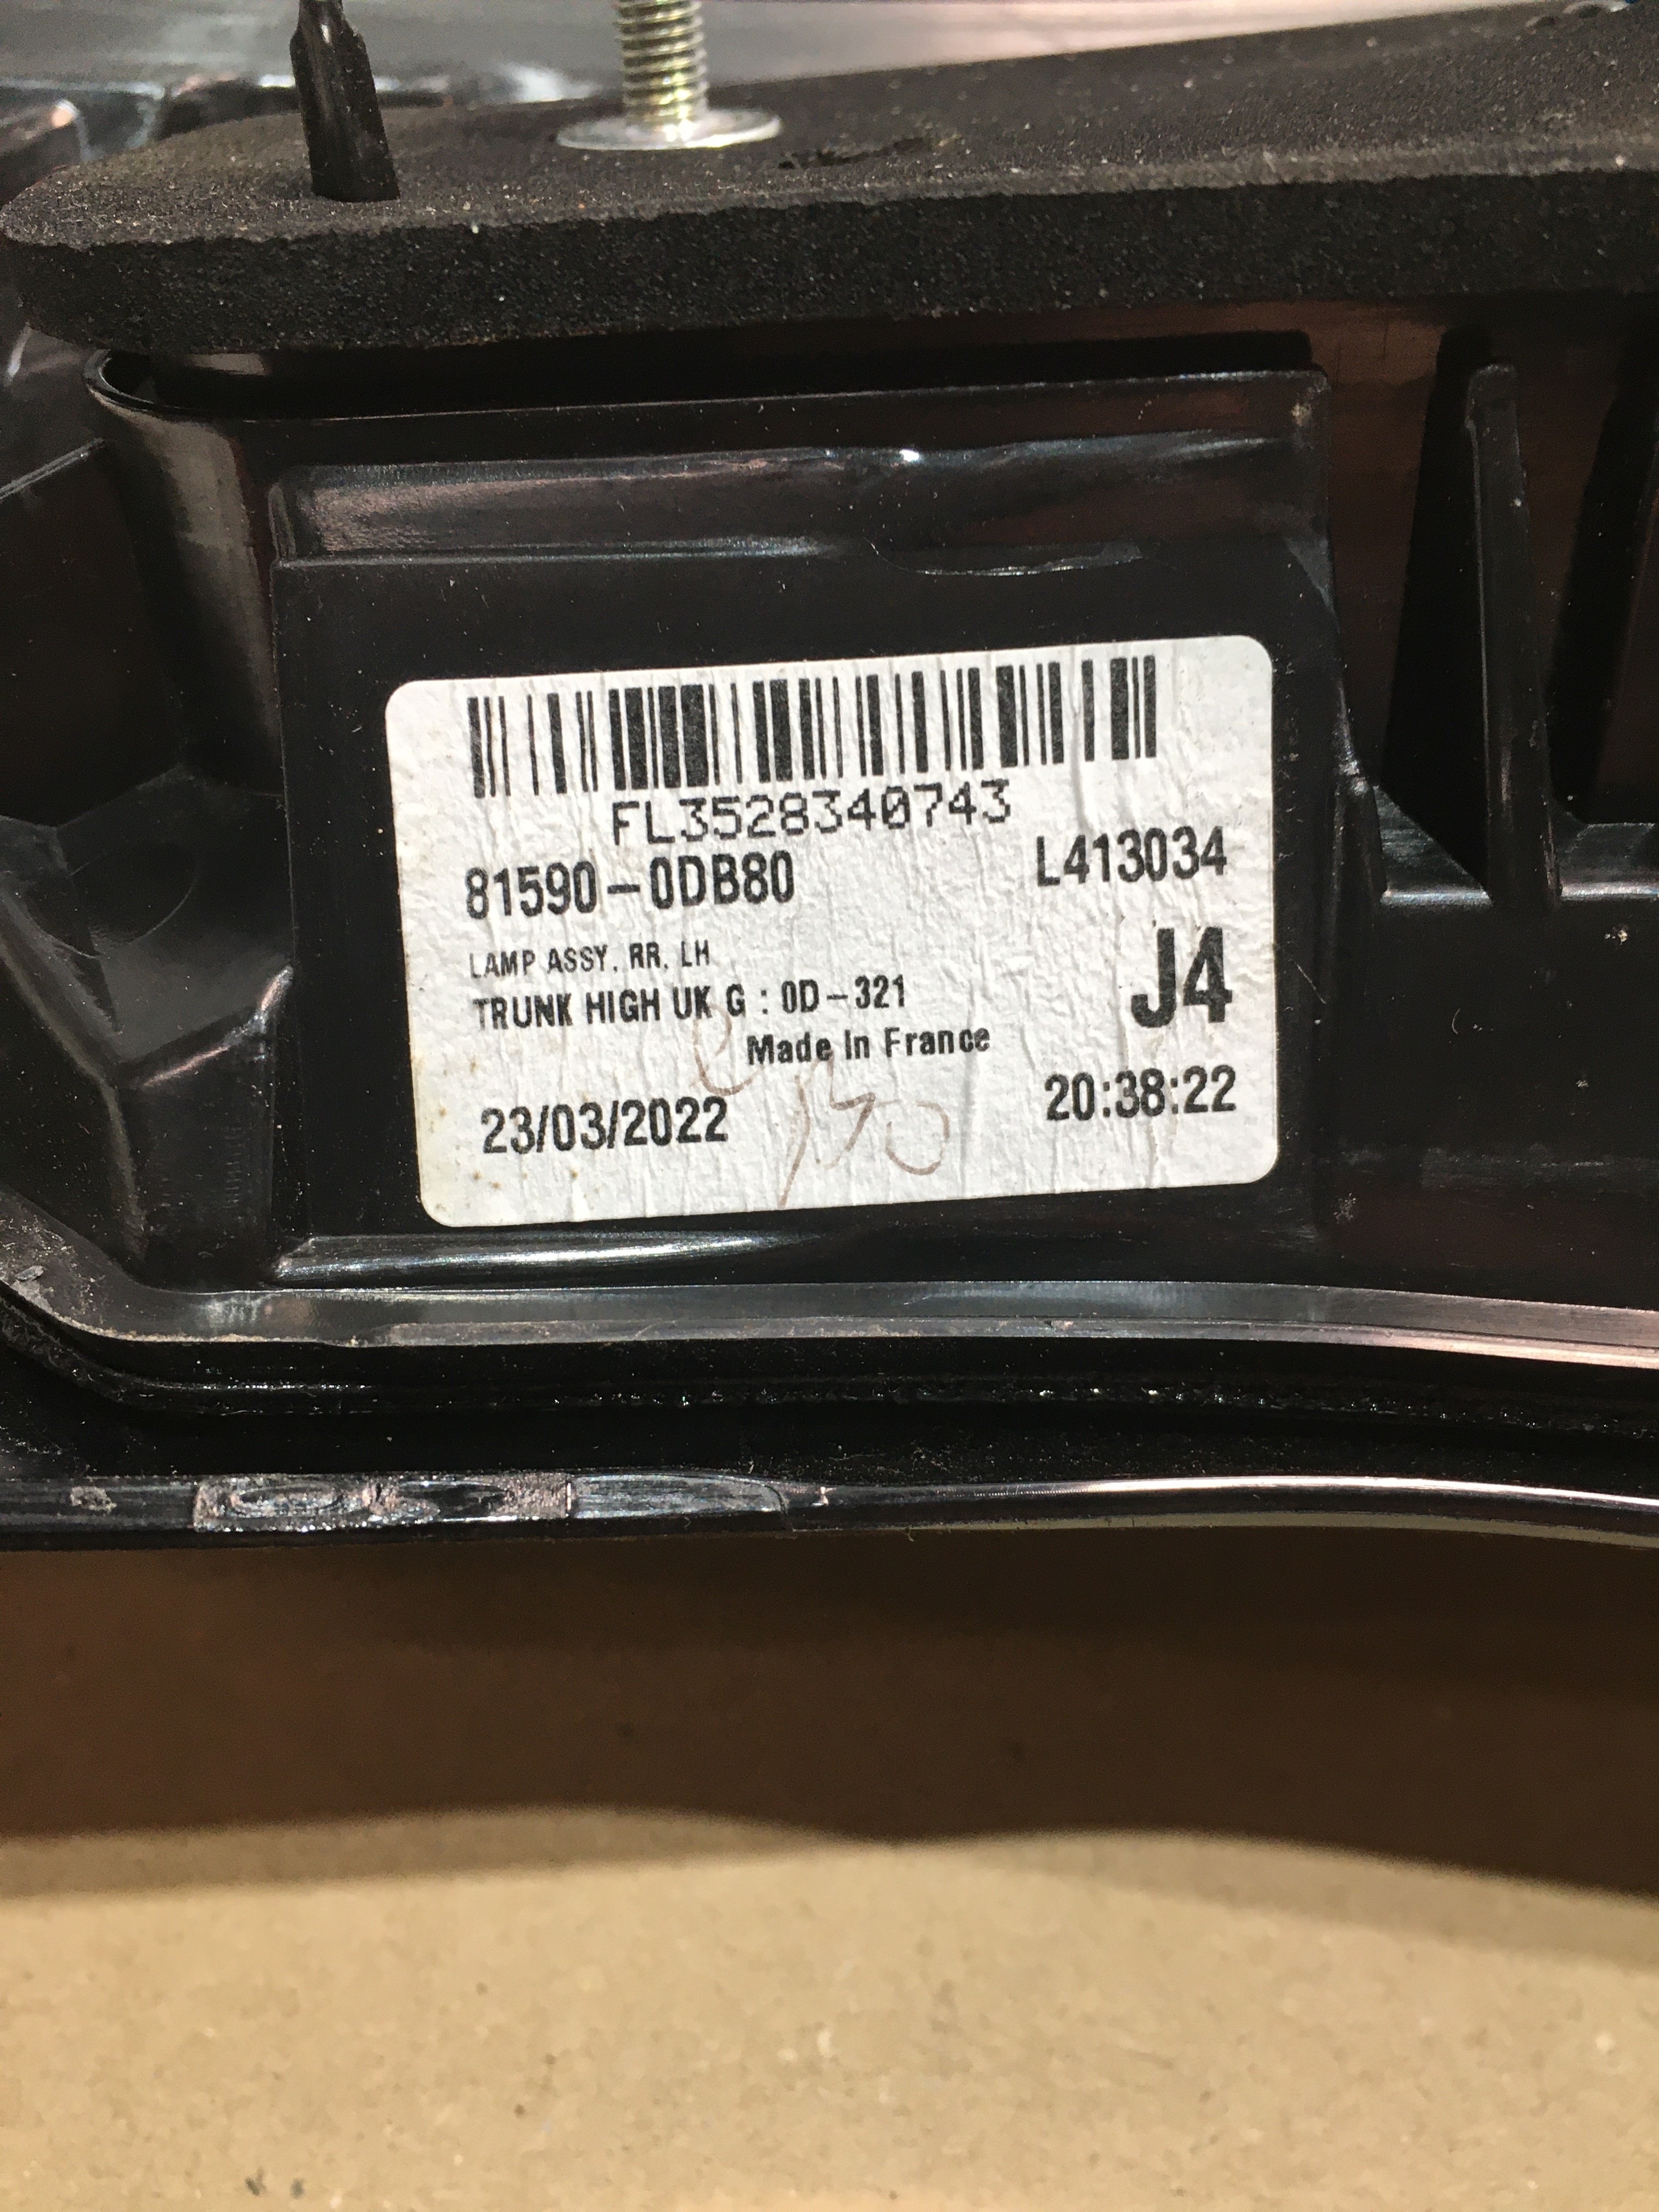 FL3528340743
81590-0DB80 L413034
LAMP ASSY, RR, LH
TRUNK HIGH UK G : 0D-321 J4
Made In France
23/03/2022 20:38:22